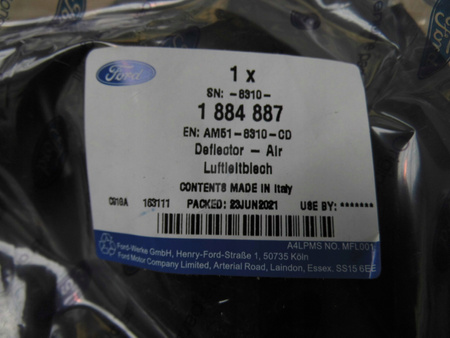 Ford
1 x
SN: -8310-
1 884 887
EN: AM51-8310-CD
Deflector - Air
Luftleitblech
CONTENTS MADE IN Italy
C916A 163111 PACKED: 23JUN2021 USE BY: *******
A4LPMS NO. MFL001
Ford-Werke GmbH, Henry-Ford-Straße 1, 50735 Köln
Ford Motor Company Limited, Arterial Road, Laindon, Essex, SS15 6EE